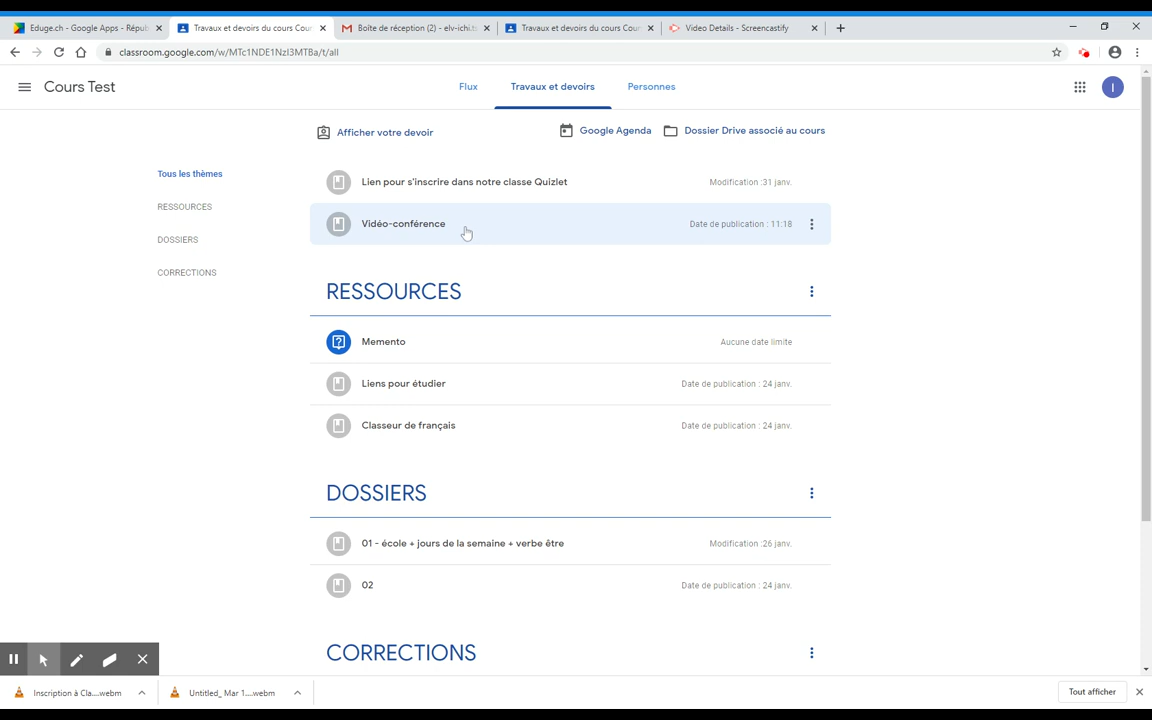 Eduge.ch - Google Apps - Répub
Travaux et devoirs du cours Cour
Boîte de réception (2) - elv-ichi.ts
Travaux et devoirs du cours Cour
Video Details - Screencastify
classroom.google.com/w/MTc1NDE1NzI3MTBa/t/all
Cours Test
Flux
Travaux et devoirs
Personnes
I
Afficher votre devoir
Google Agenda
Dossier Drive associé au cours
Tous les thèmes
RESSOURCES
DOSSIERS
CORRECTIONS
Lien pour s'inscrire dans notre classe Quizlet
Modification :31 janv.
Vidéo-conférence
Date de publication : 11:18
RESSOURCES
Memento
Aucune date limite
Liens pour étudier
Date de publication : 24 janv.
Classeur de français
Date de publication : 24 janv.
DOSSIERS
01 - école + jours de la semaine + verbe être
Modification :26 janv.
02
Date de publication : 24 janv.
CORRECTIONS
Inscription à Cla....webm
Untitled_ Mar 1....webm
Tout afficher